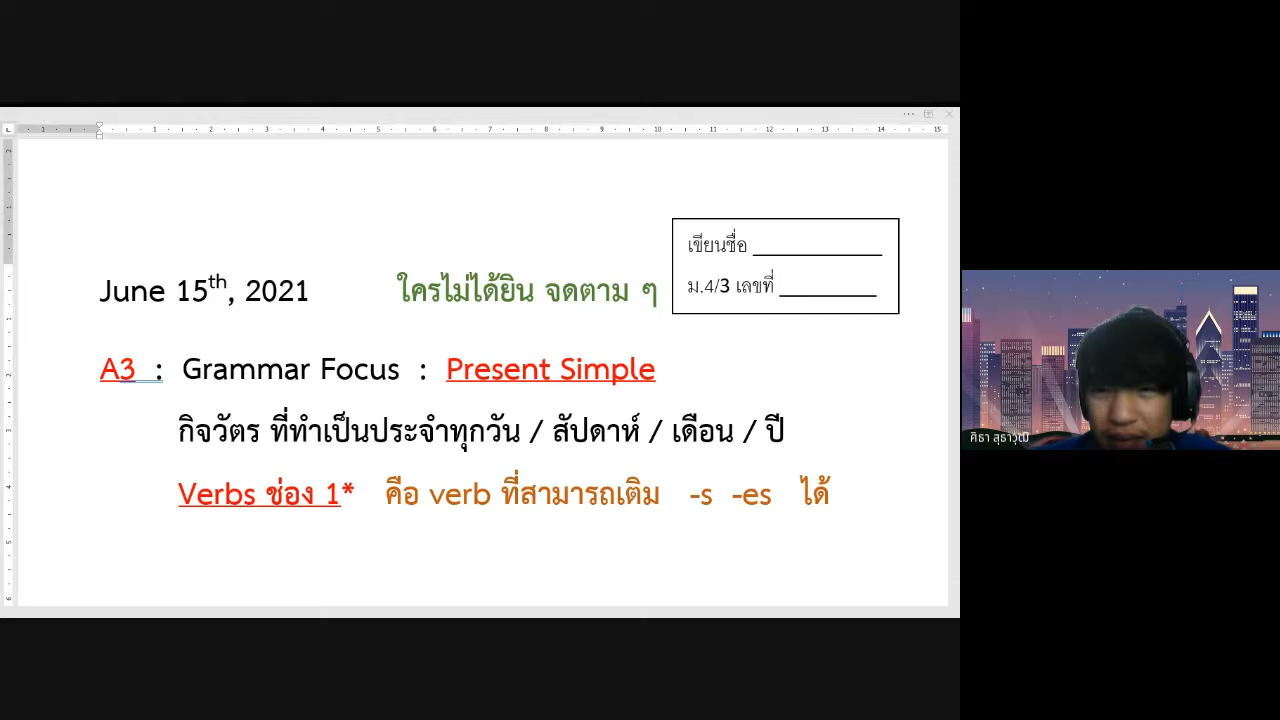 เขียนชื่อ
ม.4/3 เลขที่
June 15th, 2021 ใครไม่ได้ยิน จดตาม ๆ
A3 : Grammar Focus : Present Simple
กิจวัตร ที่ทำเป็นประจำทุกวัน / สัปดาห์ / เดือน / ปี
Verbs ช่อง 1* คือ verb ที่สามารถเติม -s -es ได้
ศิธา สุธาวุฒิ